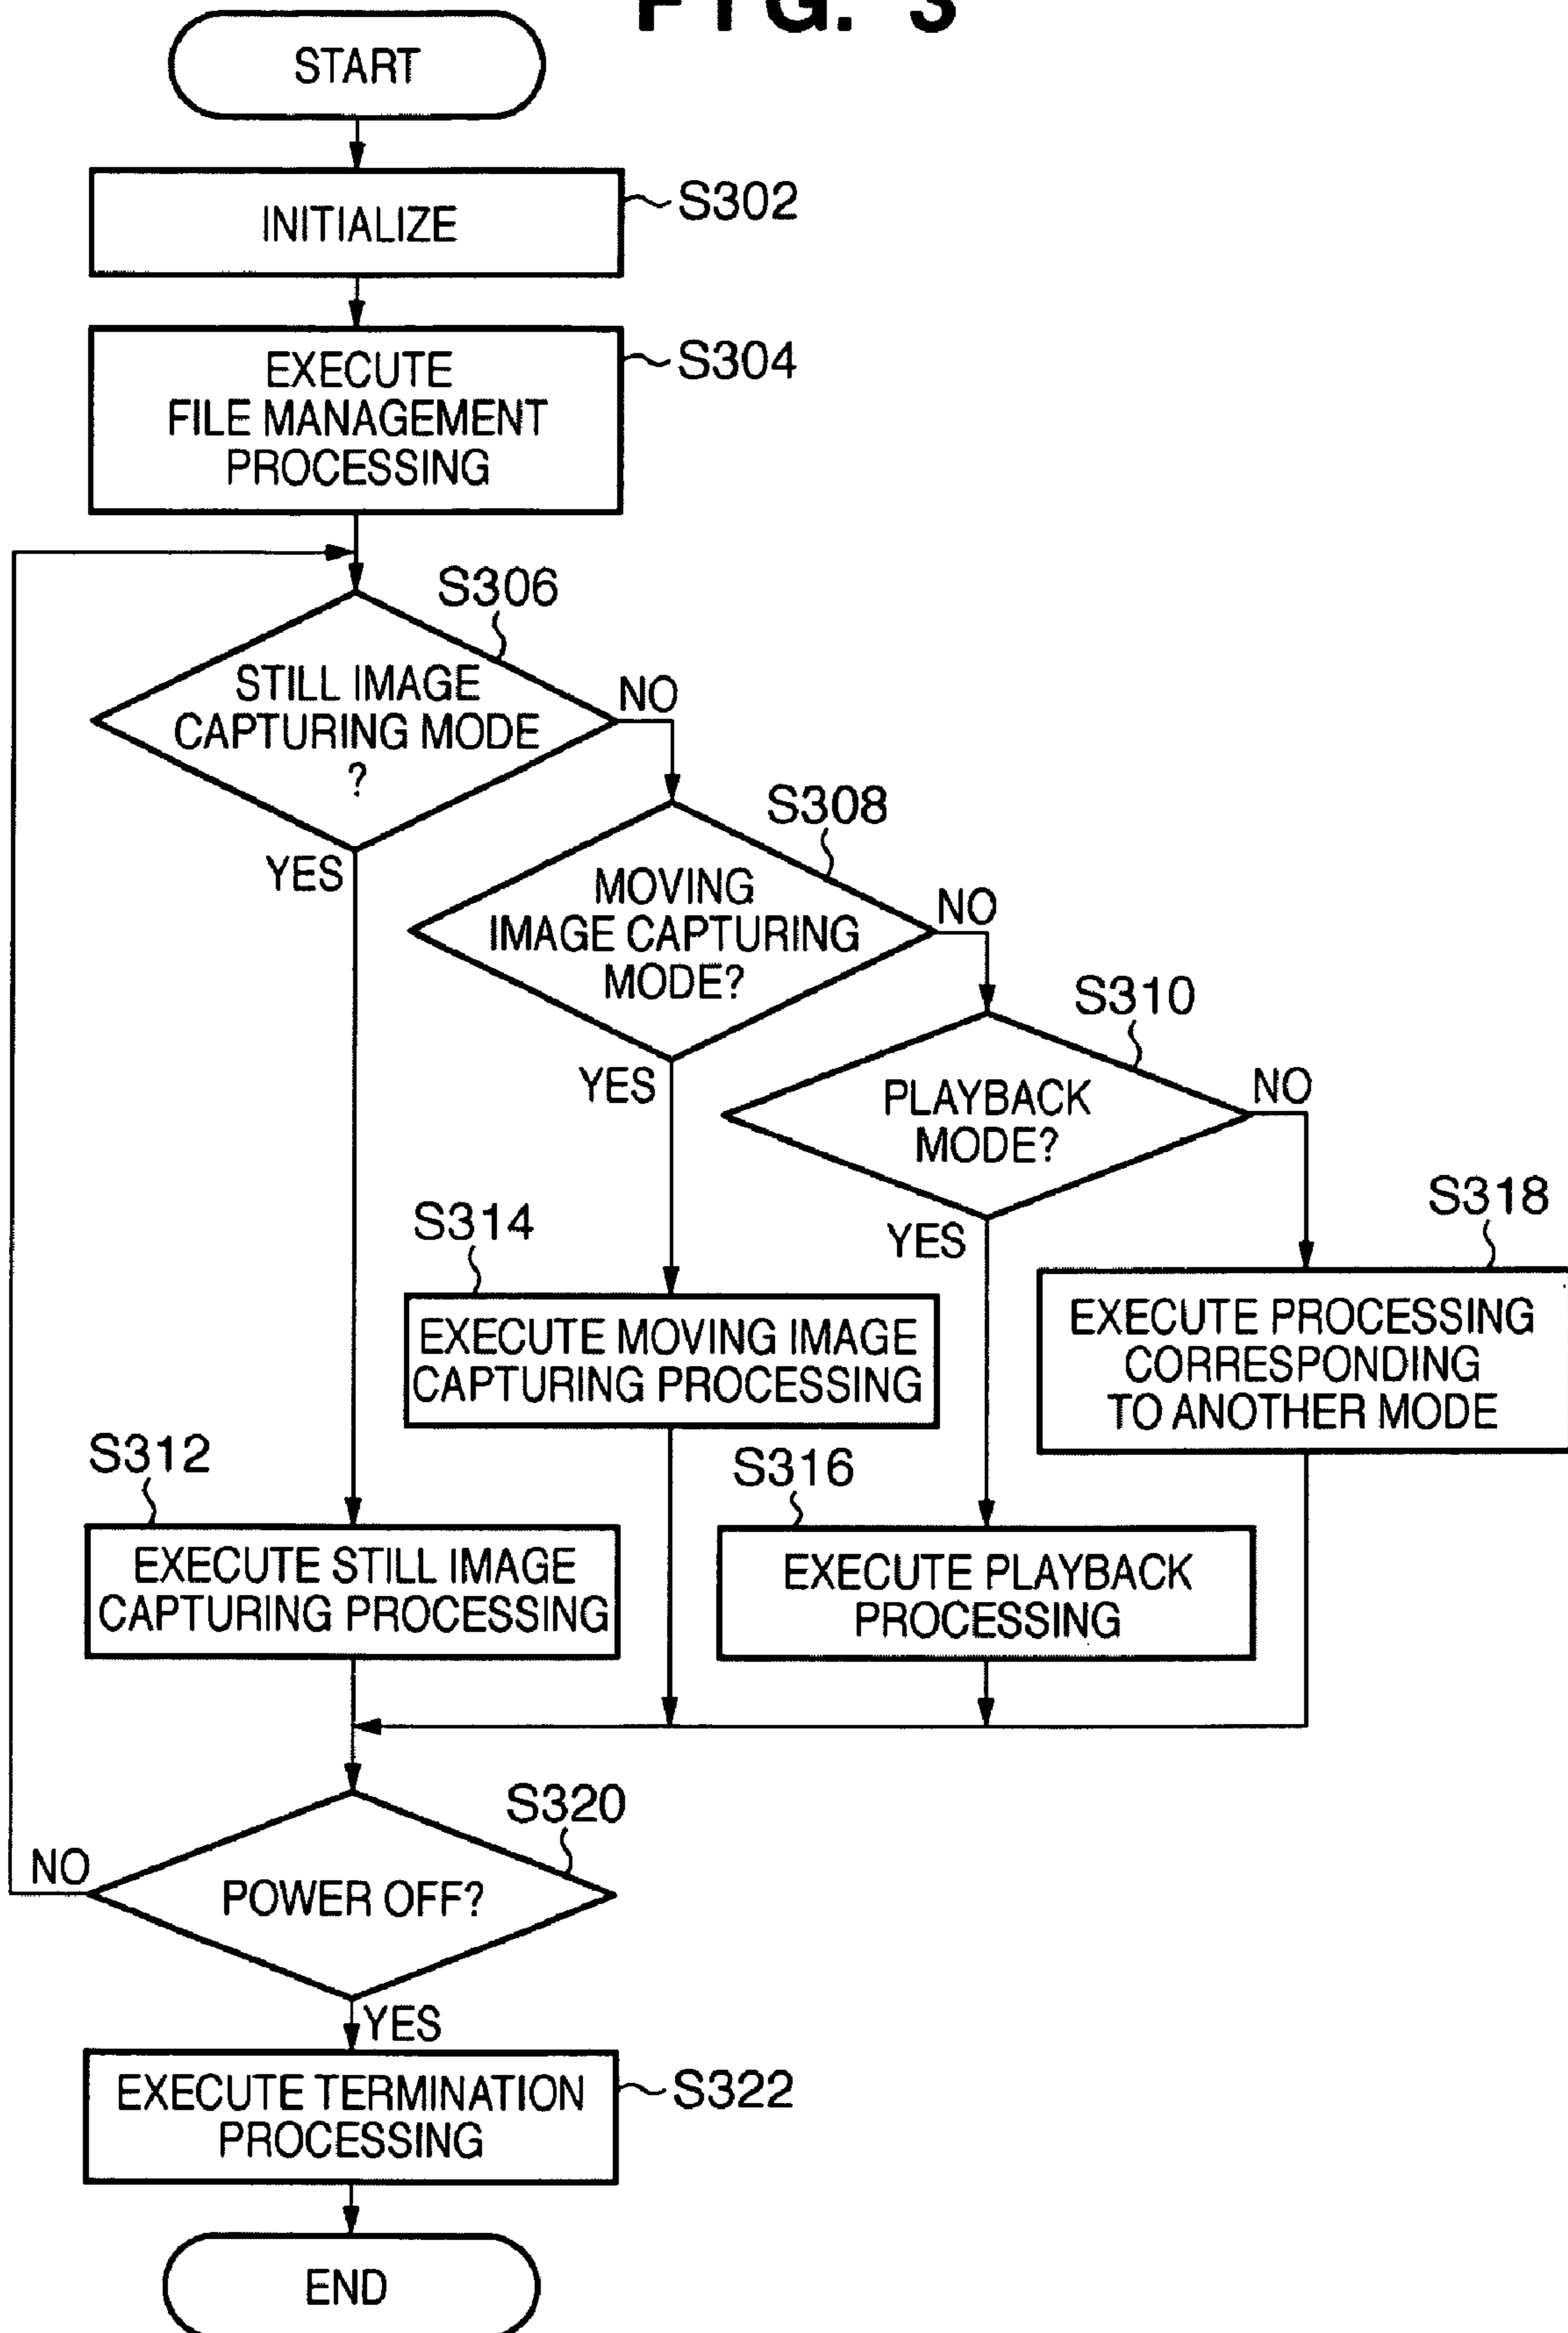 FIG. 3
START
INITIALIZE
S302
EXECUTE
FILE MANAGEMENT
PROCESSING
S304
S306
STILL IMAGE
CAPTURING MODE
?
NO
YES
S308
MOVING
IMAGE CAPTURING
MODE?
NO
YES
S310
PLAYBACK
MODE?
NO
YES
S318
EXECUTE PROCESSING
CORRESPONDING
TO ANOTHER MODE
S314
EXECUTE MOVING IMAGE
CAPTURING PROCESSING
S312
EXECUTE STILL IMAGE
CAPTURING PROCESSING
S316
EXECUTE PLAYBACK
PROCESSING
S320
POWER OFF?
NO
YES
EXECUTE TERMINATION
PROCESSING
S322
END